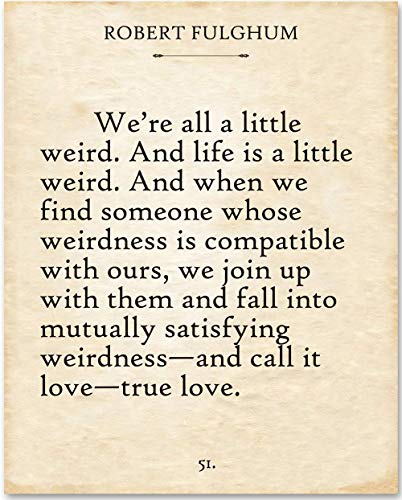 ROBERT FULGHUM
We're all a little
weird. And life is a little
weird. And when we
find someone whose
weirdness is compatible
with ours, we join up
with them and fall into
mutually satisfying
weirdness—and call it
love—true love.
51.